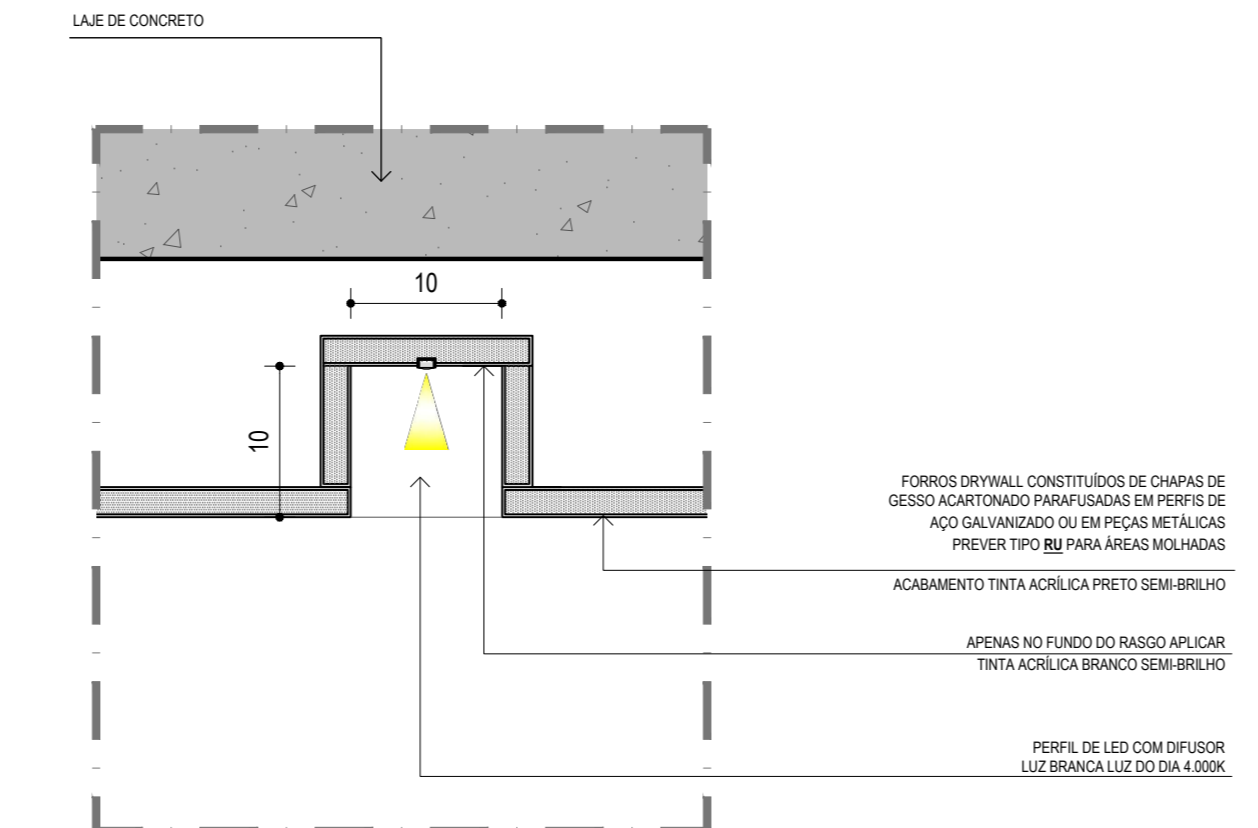 LAJE DE CONCRETO
10
10
FORROS DRYWALL CONSTITUÍDOS DE CHAPAS DE
GESSO ACARTONADO PARAFUSADAS EM PERFIS DE
AÇO GALVANIZADO OU EM PEÇAS METÁLICAS
PREVER TIPO RU PARA ÁREAS MOLHADAS
ACABAMENTO TINTA ACRÍLICA PRETO SEMI-BRILHO
APENAS NO FUNDO DO RASGO APLICAR
TINTA ACRÍLICA BRANCO SEMI-BRILHO
PERFIL DE LED COM DIFUSOR
LUZ BRANCA LUZ DO DIA 4.000K